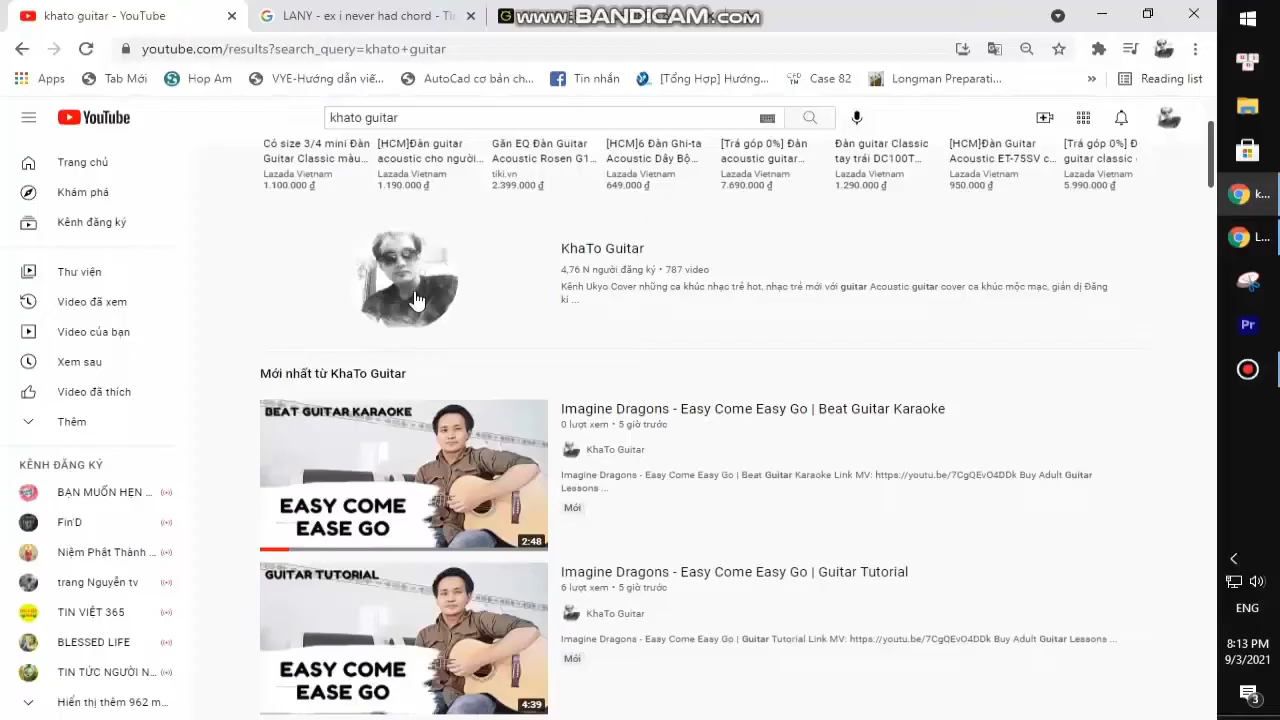 khato guitar - YouTube
LANY - ex i never had chord - Tì
www.BANDICAM.com
youtube.com/results?search_query=khato+guitar
Apps
Tab Mới
Hop Am
VYE-Hướng dẫn viê...
AutoCad cơ bản ch...
Tin nhắn
[Tổng Hợp] Hướng...
Case 82
Longman Preparati...
»
Reading list
YouTube
khato guitar
Trang chủ
Khám phá
Kênh đăng ký
Thư viện
Video đã xem
Video của bạn
Xem sau
Video đã thích
Thêm
KÊNH ĐĂNG KÝ
BẠN MUỐN HẸN ...
Fin'D
Niệm Phật Thành ...
trang Nguyễn tv
TIN VIỆT 365
BLESSED LIFE
TIN TỨC NGƯỜI N...
Hiển thị thêm 962 m...
Có size 3/4 mini Đàn
Guitar Classic màu...
Lazada Vietnam
1.100.000 ₫
[HCM]Đàn guitar
acoustic cho người...
Lazada Vietnam
1.190.000 ₫
Gắn EQ Đàn Guitar
Acoustic Rosen G1...
tiki.vn
2.399.000 ₫
[HCM]6 Đàn Ghi-ta
Acoustic Dây Bộ...
Lazada Vietnam
649.000 ₫
[Trả góp 0%] Đàn
acoustic guitar...
Lazada Vietnam
7.690.000 ₫
Đàn guitar Classic
tay trái DC100T...
Lazada Vietnam
1.290.000 ₫
[HCM]Đàn Guitar
Acoustic ET-75SV c...
Lazada Vietnam
950.000 ₫
[Trả góp 0%] Đ
guitar classic
Lazada Vietnam
5.990.000 ₫
KhaTo Guitar
4,76 N người đăng ký • 787 video
Kênh Ukyo Cover những ca khúc nhạc trẻ hot, nhạc trẻ mới với guitar Acoustic guitar cover ca khúc mộc mạc, giản dị Đăng
kí ...
Mới nhất từ KhaTo Guitar
BEAT GUITAR KARAOKE
EASY COME
EASE GO
2:48
Imagine Dragons - Easy Come Easy Go | Beat Guitar Karaoke
0 lượt xem • 5 giờ trước
KhaTo Guitar
Imagine Dragons - Easy Come Easy Go | Beat Guitar Karaoke Link MV: https://youtu.be/7CgQEvO4DDk Buy Adult Guitar
Lessons ...
Mới
GUITAR TUTORIAL
EASY COME
EASE GO
4:39
Imagine Dragons - Easy Come Easy Go | Guitar Tutorial
6 lượt xem • 5 giờ trước
KhaTo Guitar
Imagine Dragons - Easy Come Easy Go | Guitar Tutorial Link MV: https://youtu.be/7CgQEvO4DDk Buy Adult Guitar Lessons ...
Mới
k...
L...
Pr
ENG
8:13 PM
9/3/2021
3